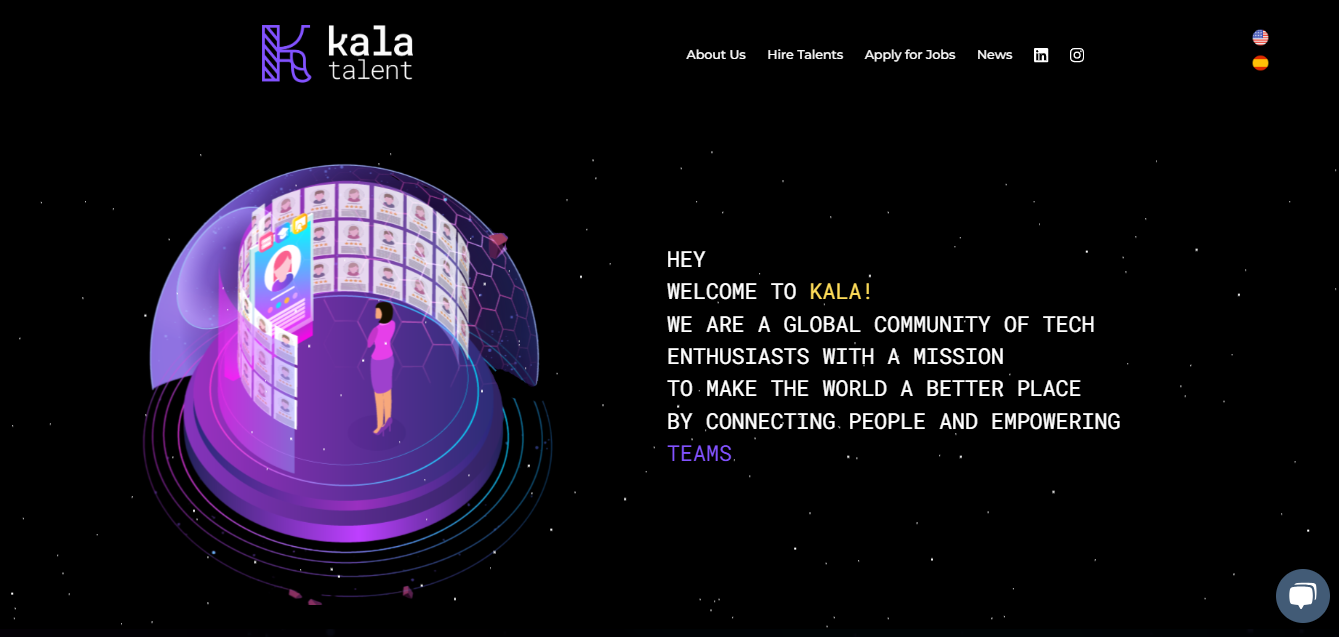 kala
talent
About Us
Hire Talents
Apply for Jobs
News
HEY
WELCOME TO KALA!
WE ARE A GLOBAL COMMUNITY OF TECH
ENTHUSIASTS WITH A MISSION
TO MAKE THE WORLD A BETTER PLACE
BY CONNECTING PEOPLE AND EMPOWERING
TEAMS